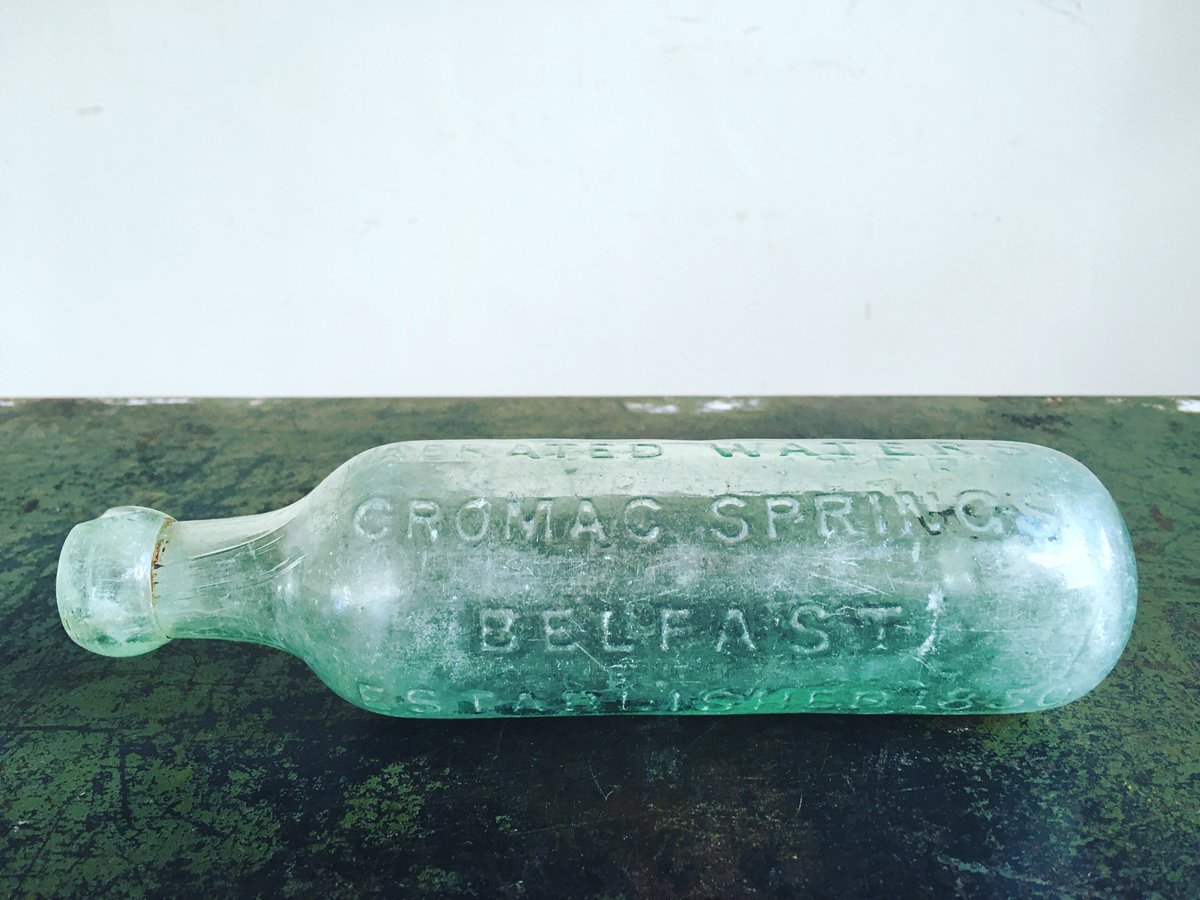 AERATED WATERS
CROMAC SPRINGS
BELFAST
ESTABLISHED